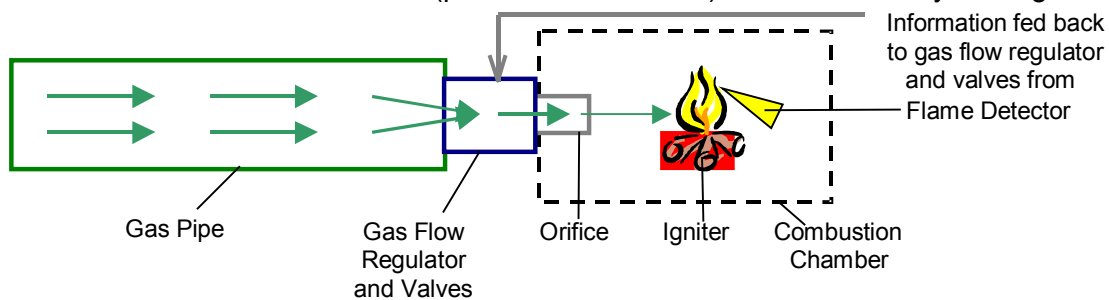 Information fed back
to gas flow regulator
and valves from
Flame Detector
Gas Pipe
Gas Flow
Regulator
and Valves
Orifice
Igniter
Combustion
Chamber